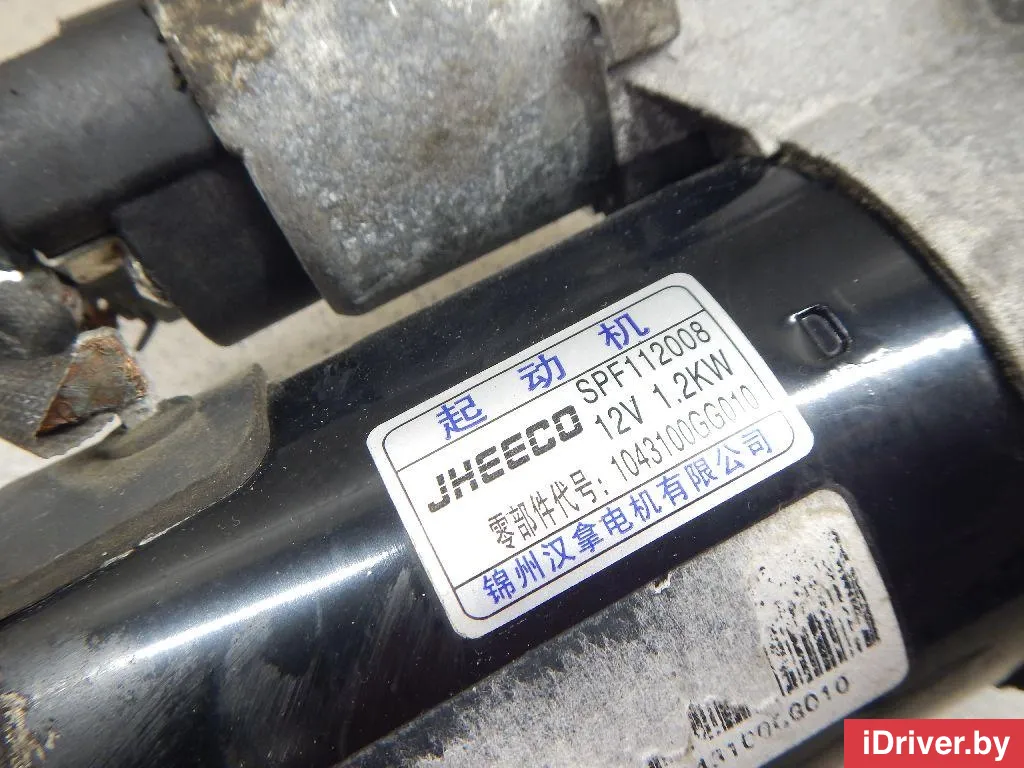 起动机
JHEECO SPF112008
12V 1.2KW
零部件代号: 1043100GG010
锦州汉拿电机有限公司
D
iDriver.by